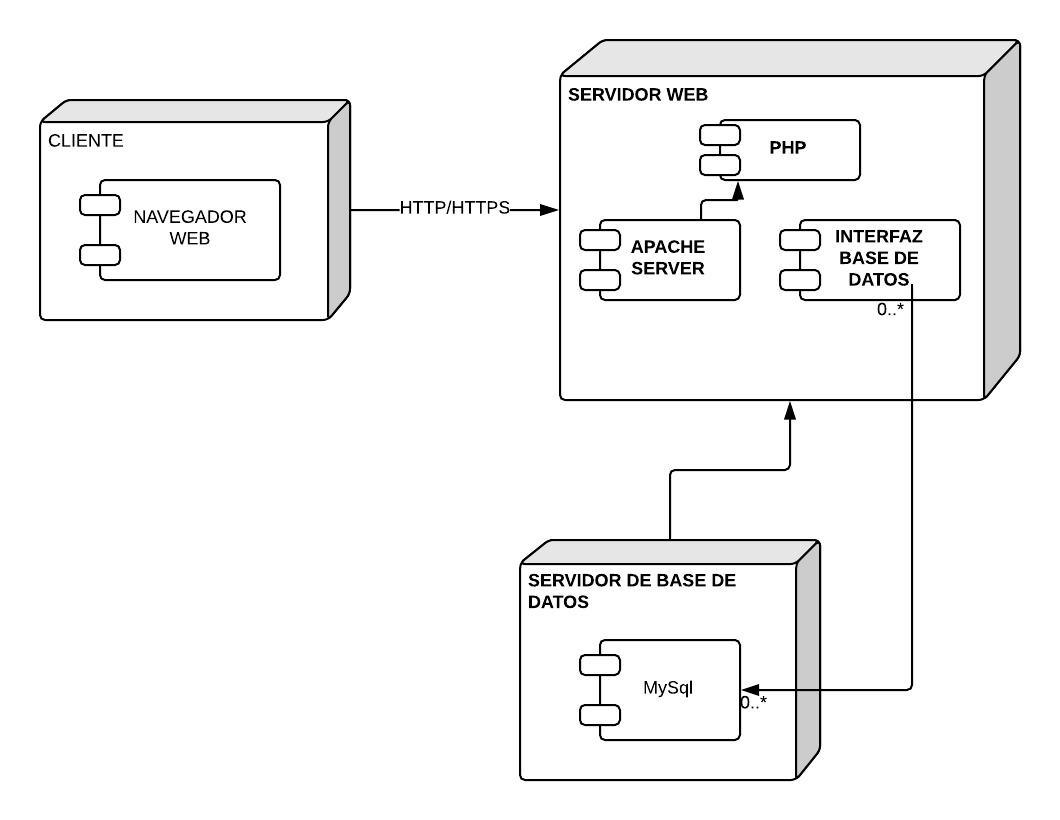 CLIENTE
NAVEGADOR
WEB
HTTP/HTTPS
SERVIDOR WEB
PHP
APACHE
SERVER
INTERFAZ
BASE DE
DATOS
0..*
SERVIDOR DE BASE DE
DATOS
MySql
0..*